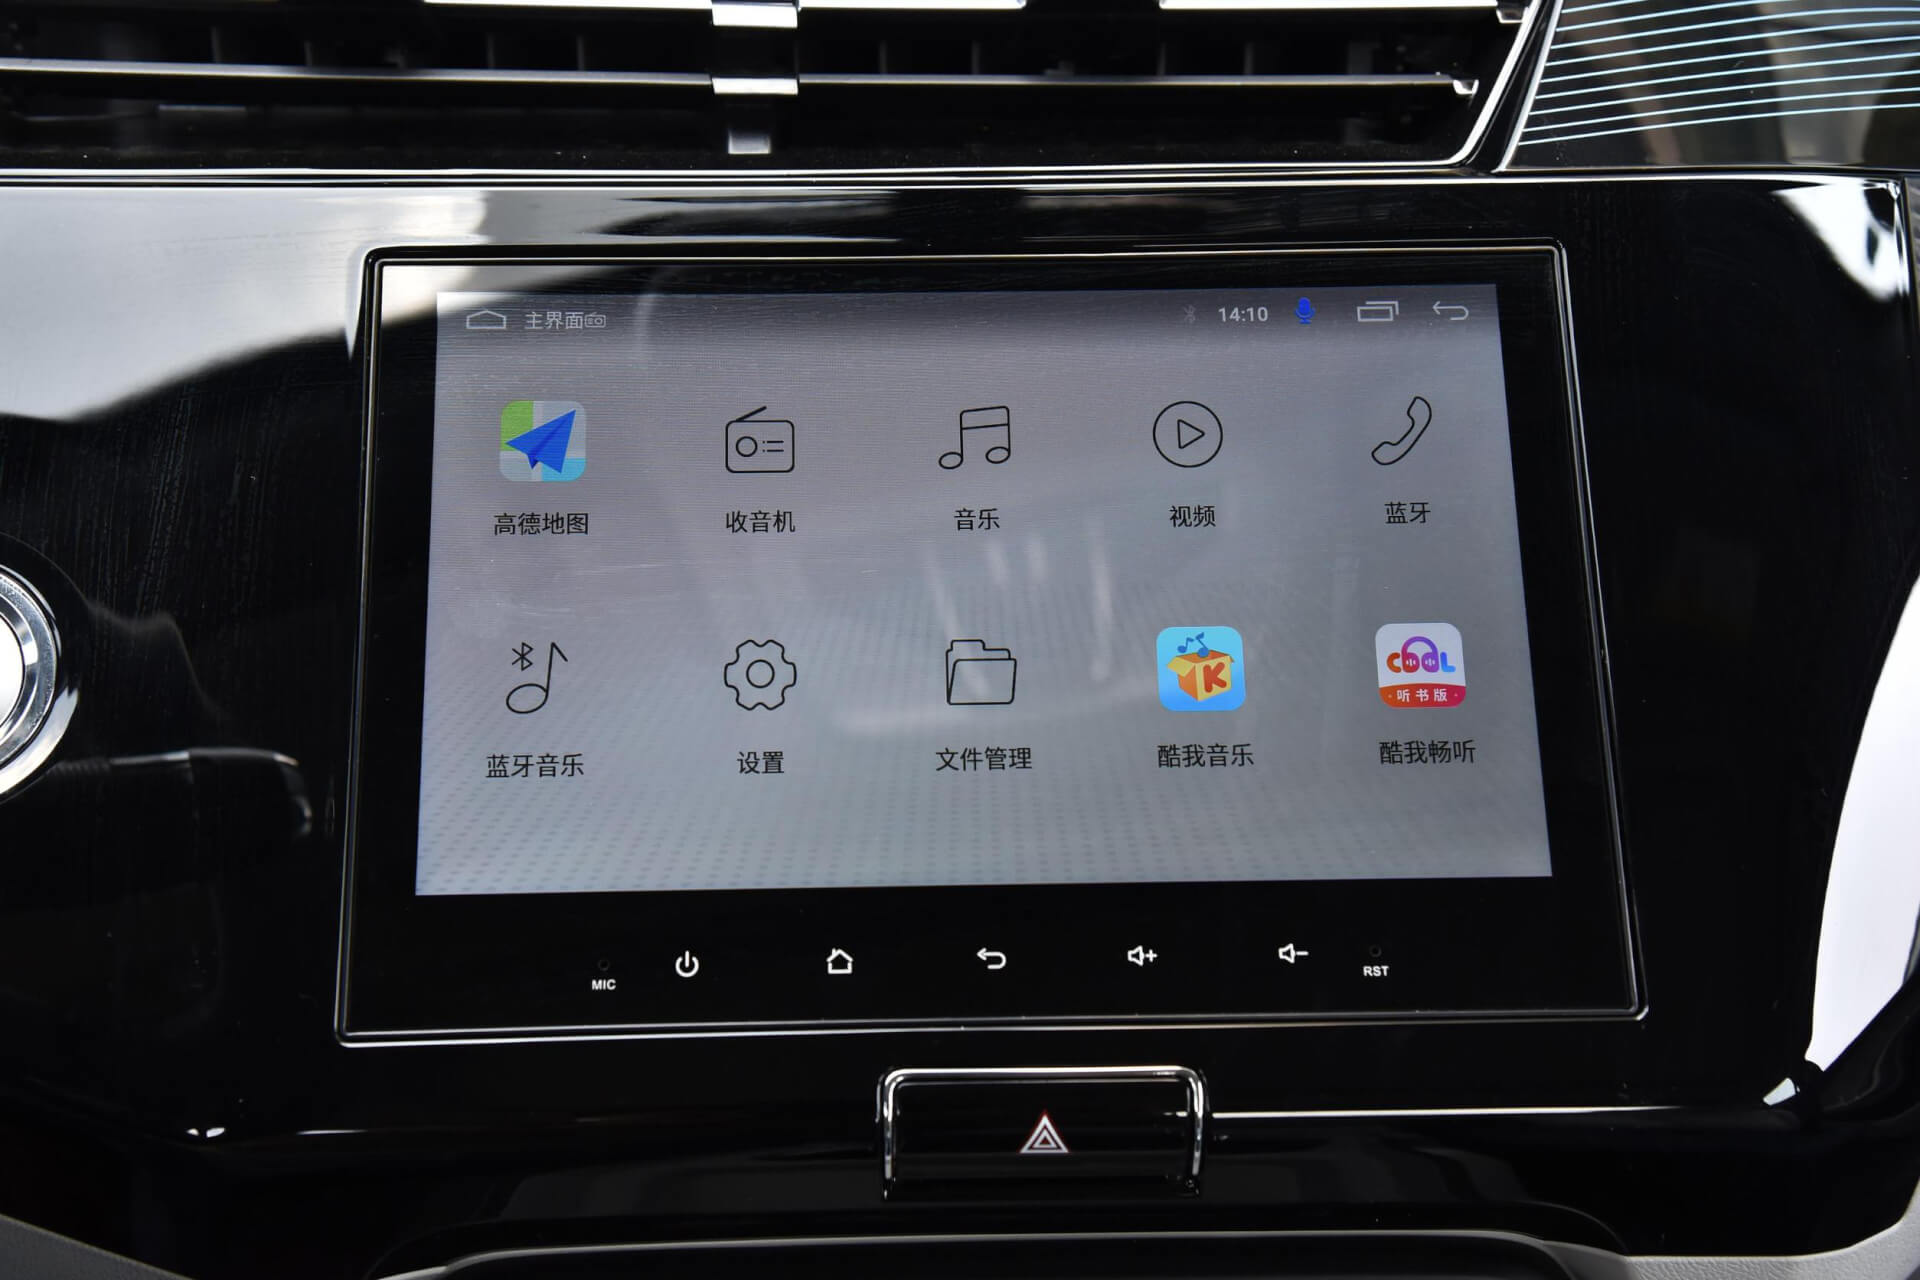 主界面
14:10
高德地图
收音机
音乐
视频
蓝牙
K
COOL
·听书版·
蓝牙音乐
设置
文件管理
酷我音乐
酷我畅听
MIC
RST